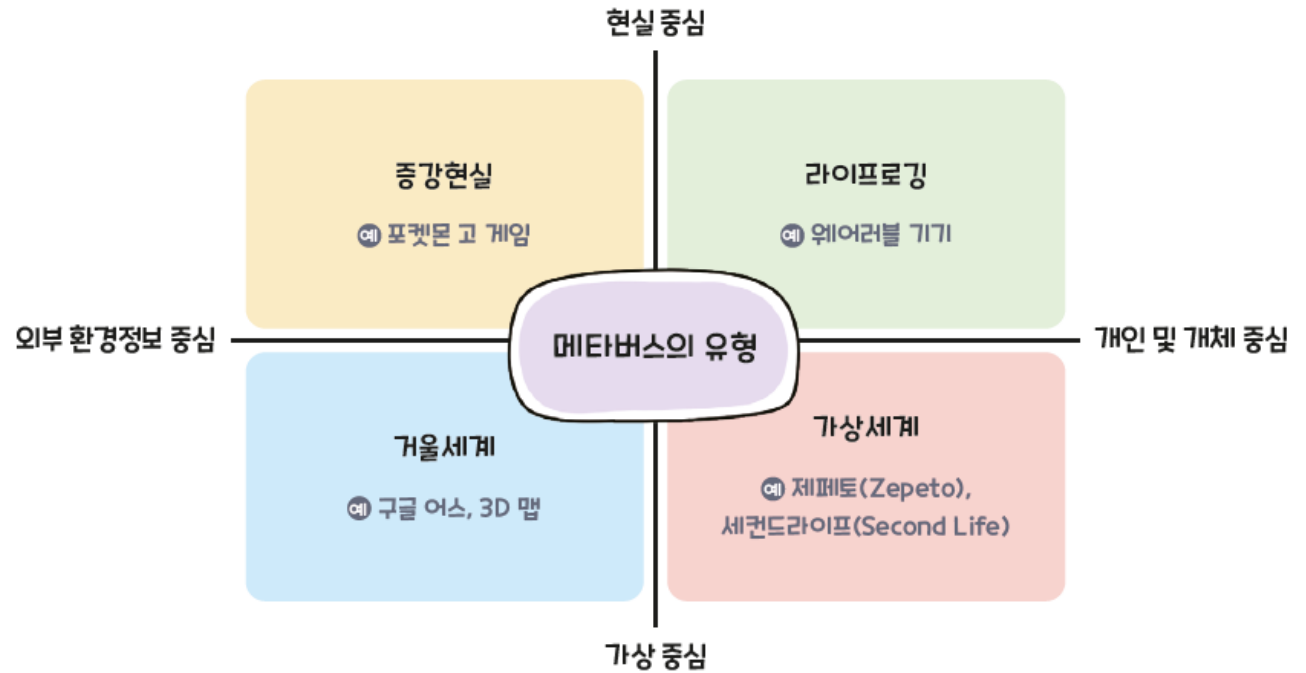 현실 중심
증강현실
예 포켓몬 고 게임
라이프로깅
예 웨어러블 기기
외부 환경정보 중심
메타버스의 유형
개인 및 개체 중심
거울세계
예 구글 어스, 3D 맵
가상세계
예 제페토(Zepeto),
세컨드라이프(Second Life)
가상 중심